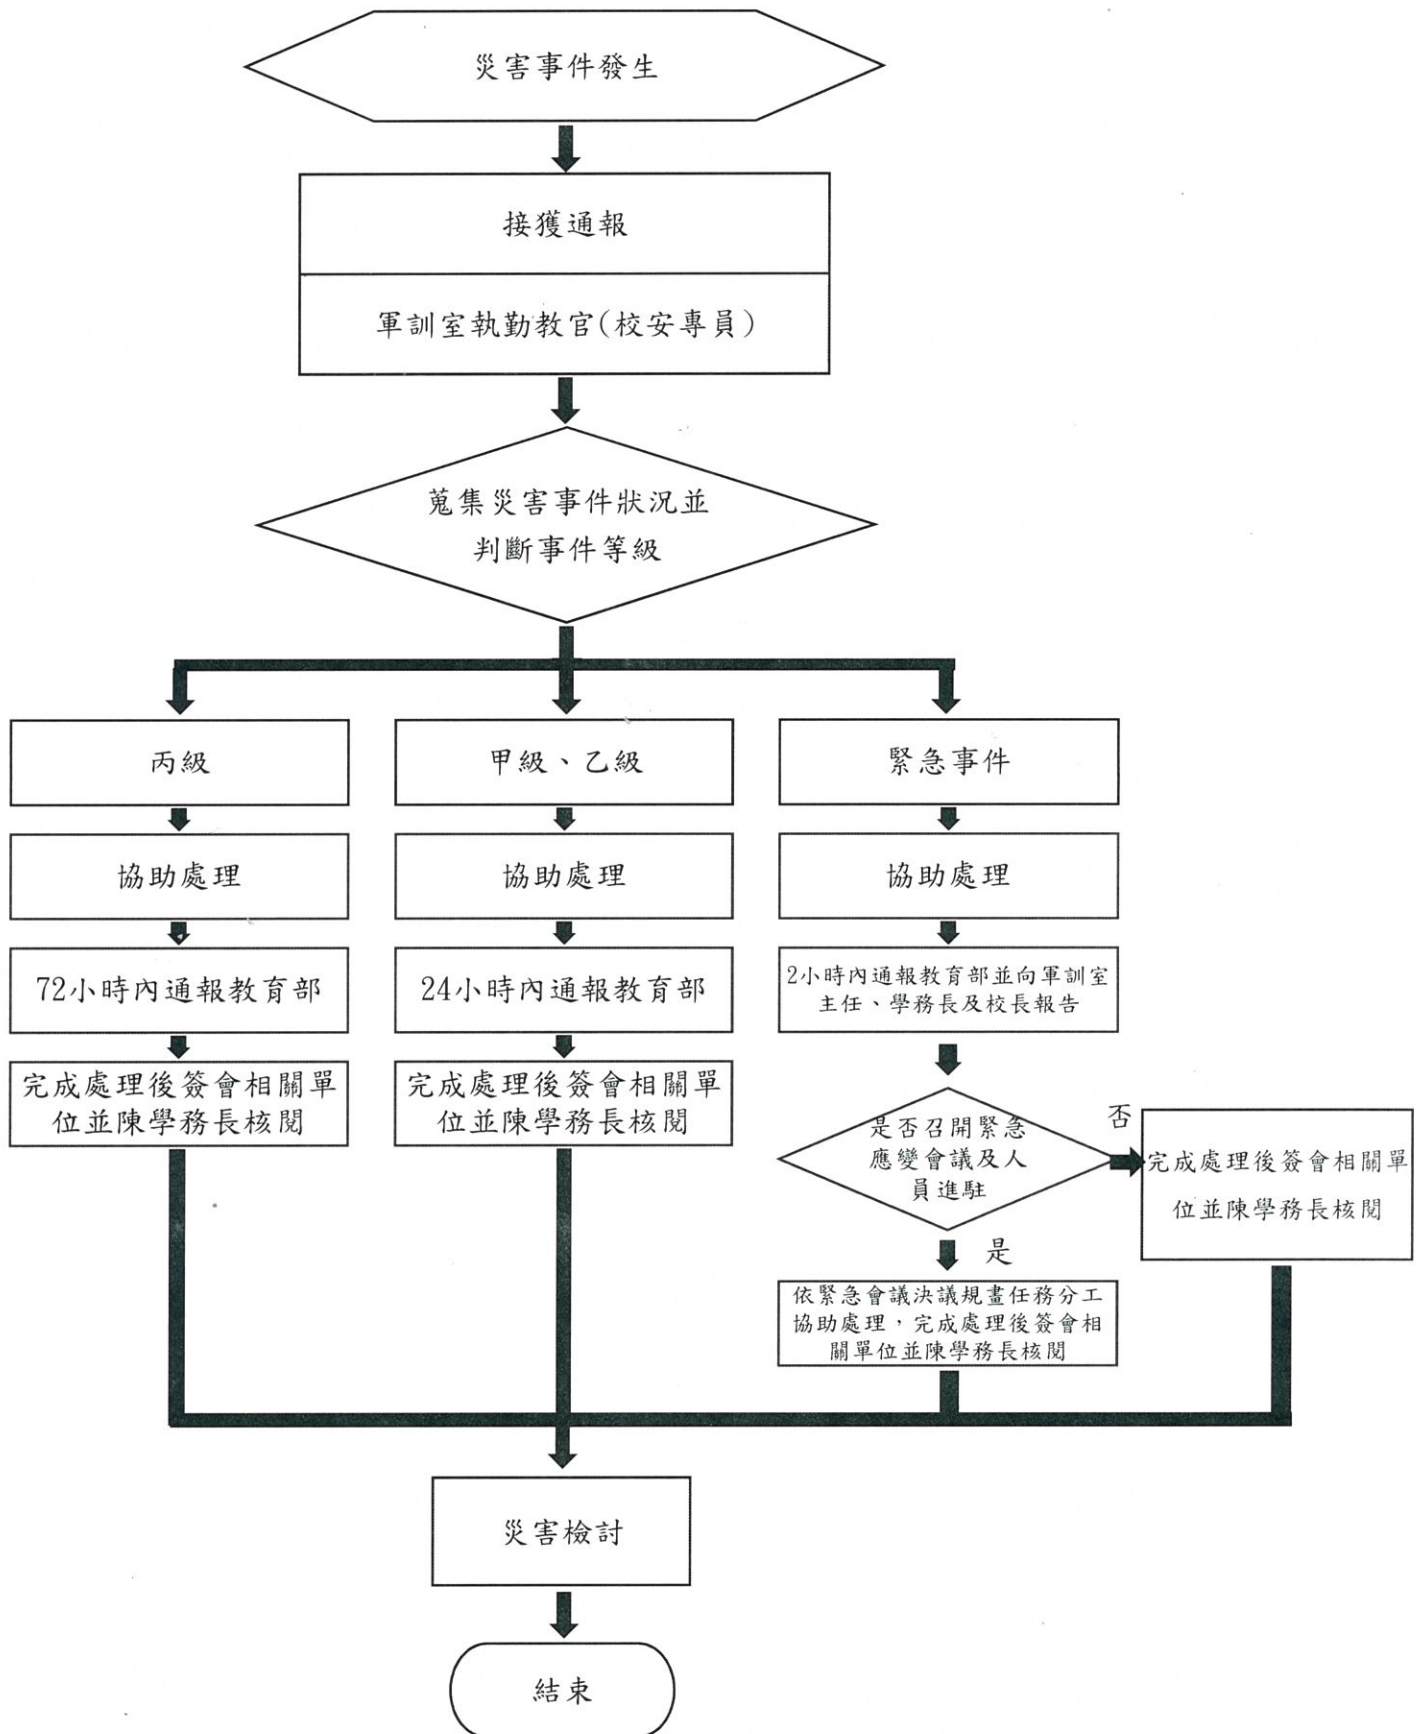 災害事件發生
接獲通報
軍訓室執勤教官(校安專員)
蒐集災害事件狀況並
判斷事件等級
丙級
協助處理
72小時內通報教育部
完成處理後簽會相關單
位並陳學務長核閱
甲級、乙級
協助處理
24小時內通報教育部
完成處理後簽會相關單
位並陳學務長核閱
緊急事件
協助處理
2小時內通報教育部並向軍訓室
主任、學務長及校長報告
是否召開緊急
應變會議及人
員進駐
否
完成處理後簽會相關單
位並陳學務長核閱
是
依緊急會議決議規畫任務分工
協助處理，完成處理後簽會相
關單位並陳學務長核閱
災害檢討
結束